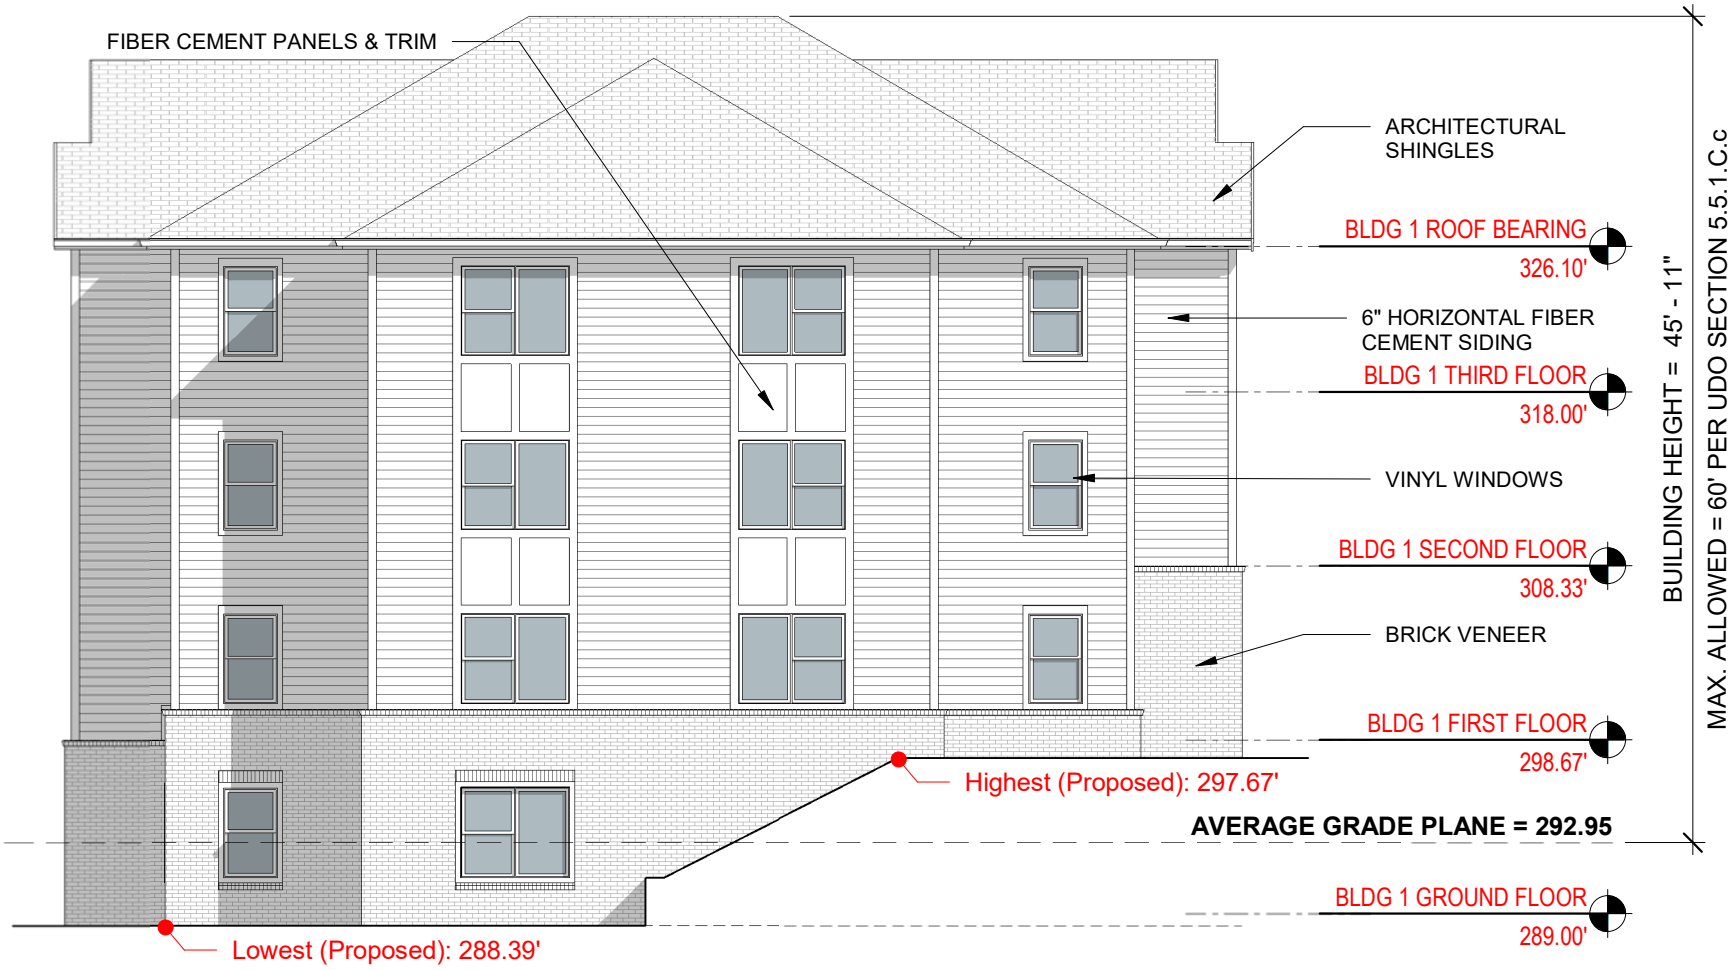 FIBER CEMENT PANELS & TRIM
ARCHITECTURAL
SHINGLES
BLDG 1 ROOF BEARING
326.10'
6" HORIZONTAL FIBER
CEMENT SIDING
BLDG 1 THIRD FLOOR
318.00'
VINYL WINDOWS
BLDG 1 SECOND FLOOR
308.33'
BRICK VENEER
BLDG 1 FIRST FLOOR
298.67'
Highest (Proposed): 297.67'
AVERAGE GRADE PLANE = 292.95
BLDG 1 GROUND FLOOR
289.00'
Lowest (Proposed): 288.39'
BUILDING HEIGHT = 45' - 11"
MAX. ALLOWED = 60' PER UDO SECTION 5.5.1.C.c